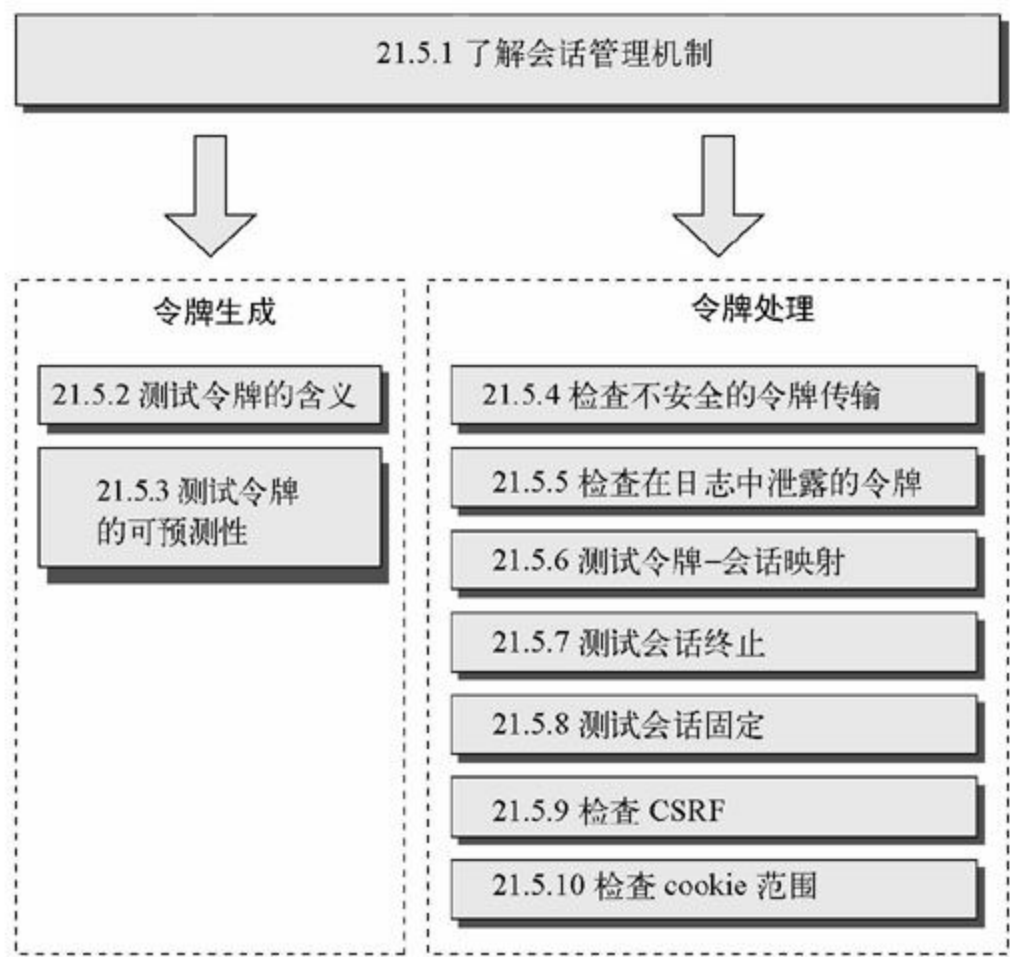 21.5.1 了解会话管理机制
令牌生成
21.5.2 测试令牌的含义
21.5.3 测试令牌
的可预测性
令牌处理
21.5.4 检查不安全的令牌传输
21.5.5 检查在日志中泄露的令牌
21.5.6 测试令牌–会话映射
21.5.7 测试会话终止
21.5.8 测试会话固定
21.5.9 检查 CSRF
21.5.10 检查 cookie 范围